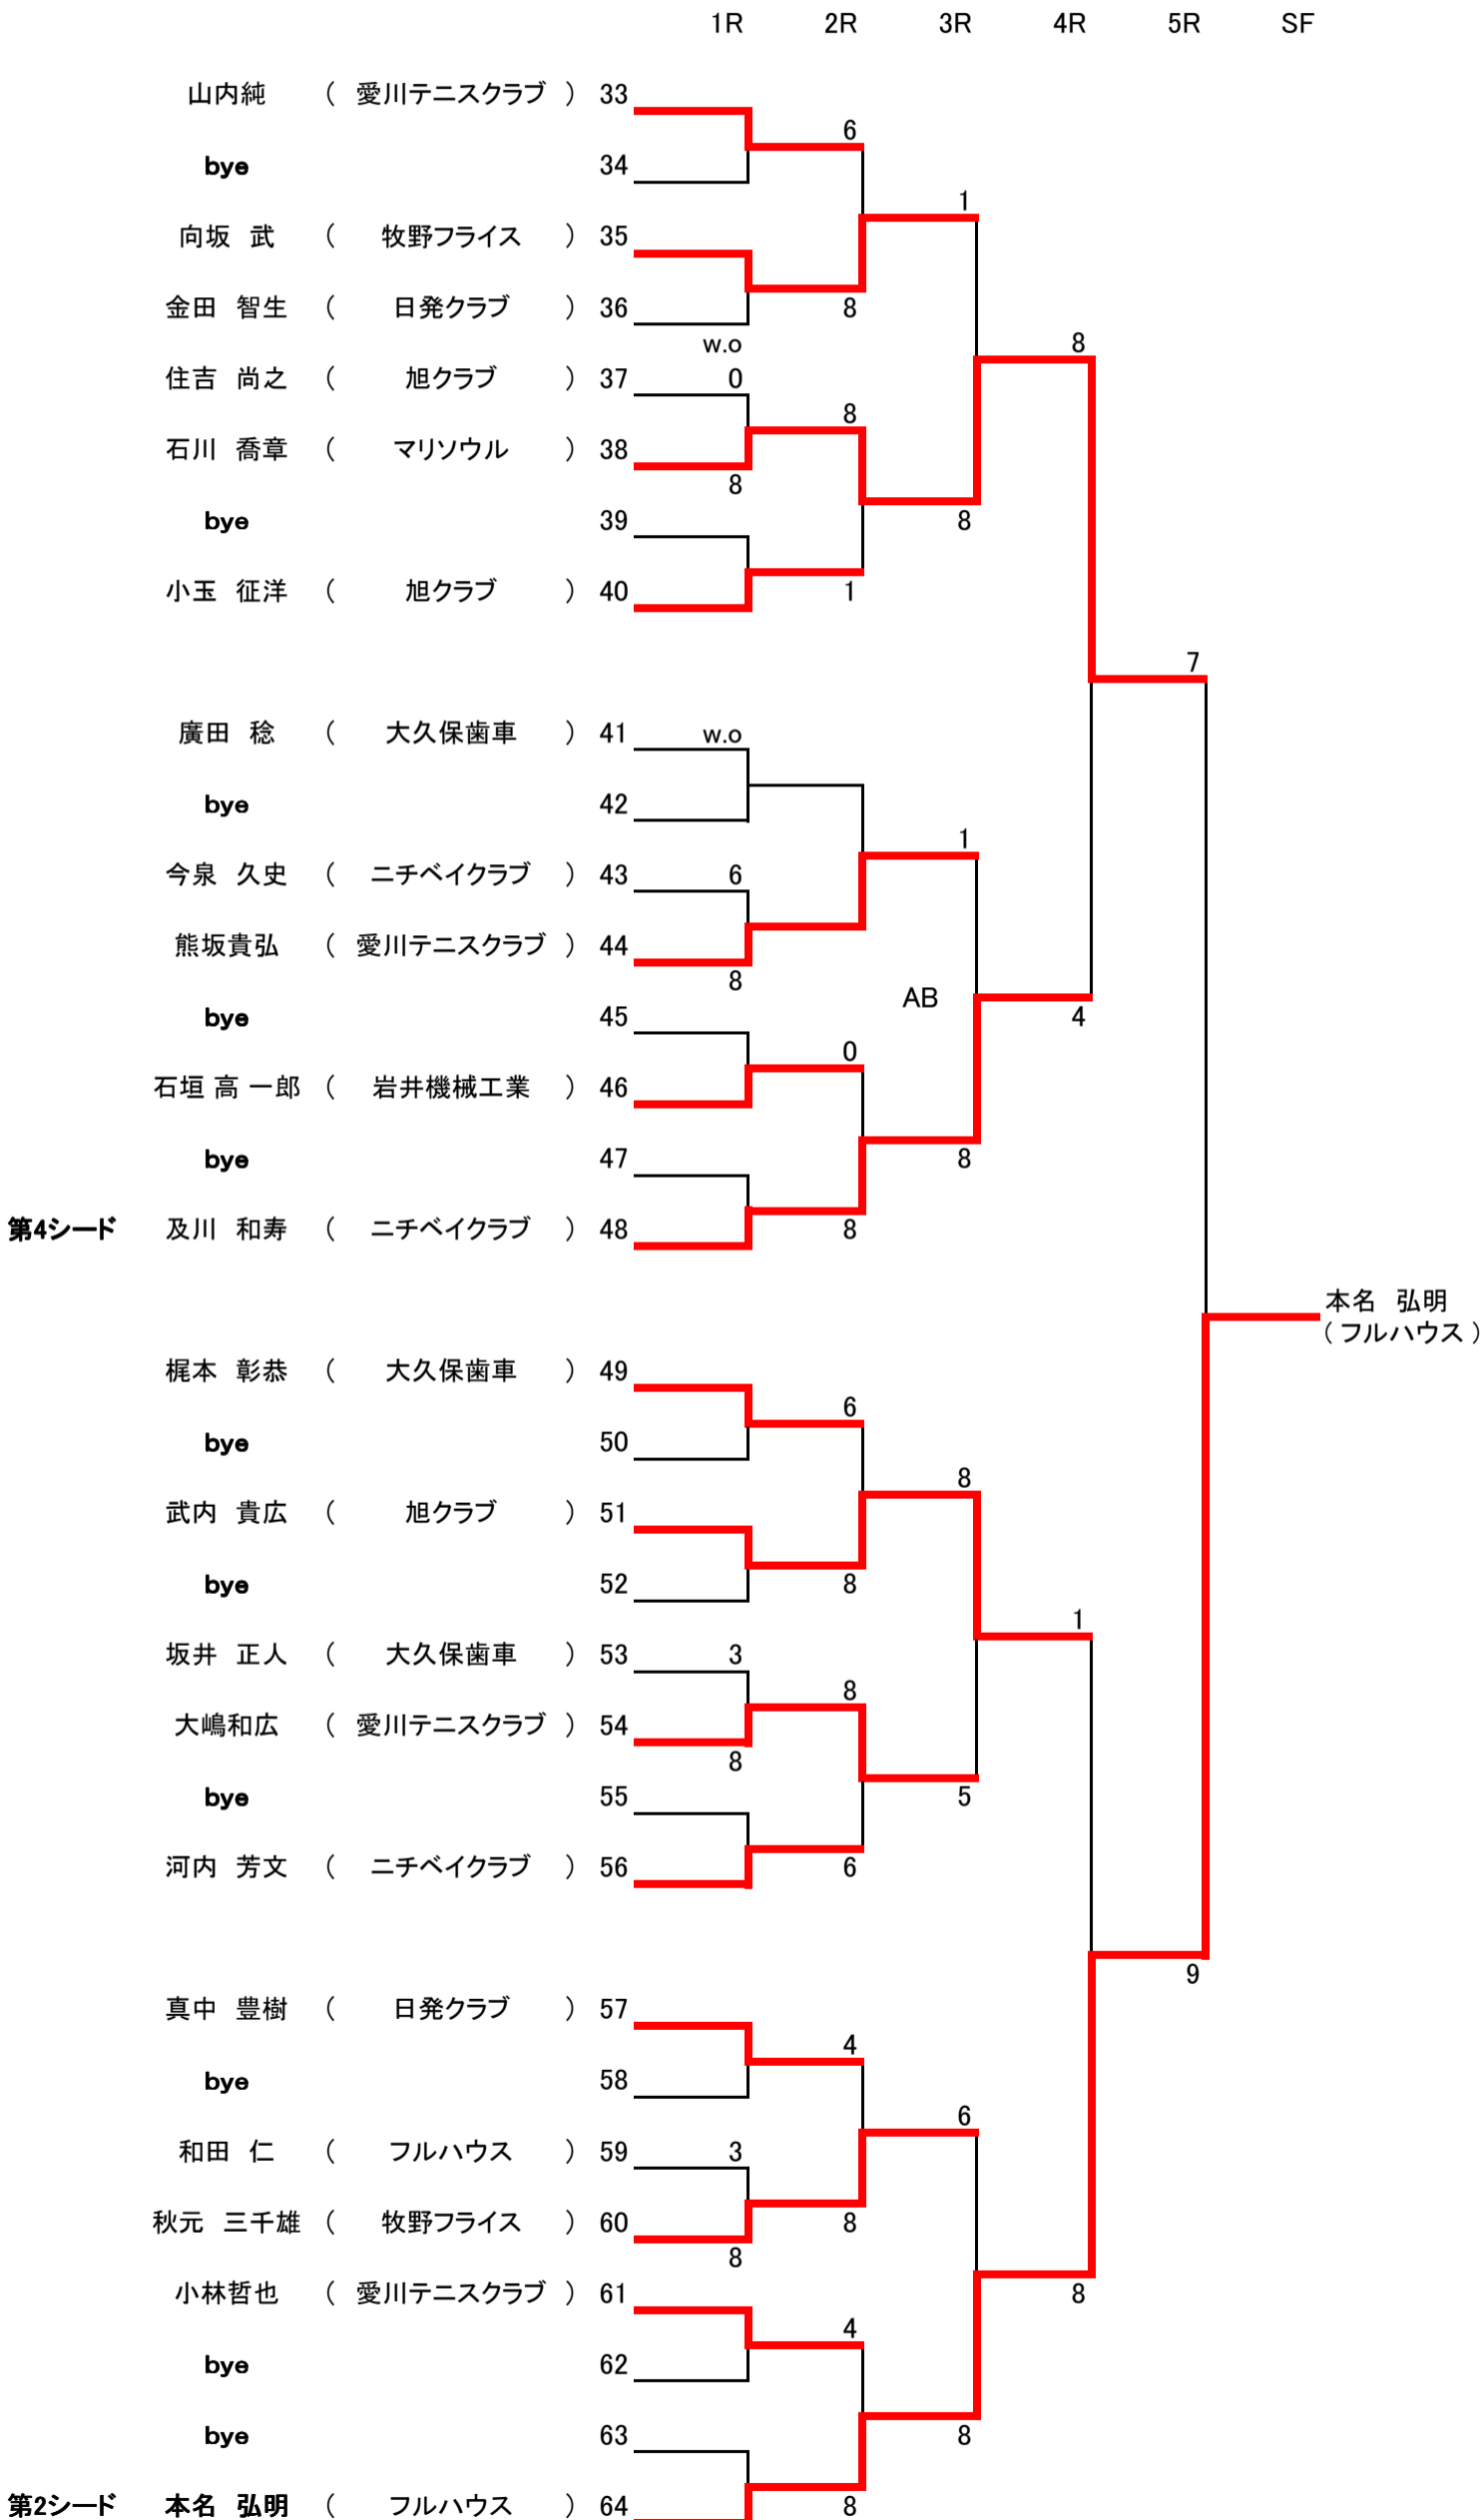 1R 2R 3R 4R 5R SF
山内純 ( 愛川テニスクラブ ) 33
6
bye 34
1
向坂 武 ( 牧野フライス ) 35
金田 智生 ( 日発クラブ ) 36 8
w.o 8
住吉 尚之 ( 旭クラブ ) 37 0
8
石川 喬章 ( マリソウル ) 38
8
bye 39 8
小玉 征洋 ( 旭クラブ ) 40 1
7
廣田 稔 ( 大久保歯車 ) 41 w.o
bye 42
1
今泉 久史 ( ニチベイクラブ ) 43 6
熊坂貴弘 ( 愛川テニスクラブ ) 44
8
AB
bye 45 4
0
石垣 高一郎 ( 岩井機械工業 ) 46
bye 47 8
第4シード 及川 和寿 ( ニチベイクラブ ) 48 8
本名 弘明
( フルハウス )
梶本 彰恭 ( 大久保歯車 ) 49
6
bye 50
8
武内 貴広 ( 旭クラブ ) 51
bye 52 8
1
坂井 正人 ( 大久保歯車 ) 53 3
8
大嶋和広 ( 愛川テニスクラブ ) 54
8
bye 55 5
河内 芳文 ( ニチベイクラブ ) 56 6
9
真中 豊樹 ( 日発クラブ ) 57
4
bye 58
6
和田 仁 ( フルハウス ) 59 3
秋元 三千雄 ( 牧野フライス ) 60 8
8
小林哲也 ( 愛川テニスクラブ ) 61 8
4
bye 62
bye 63 8
第2シード 本名 弘明 ( フルハウス ) 64 8